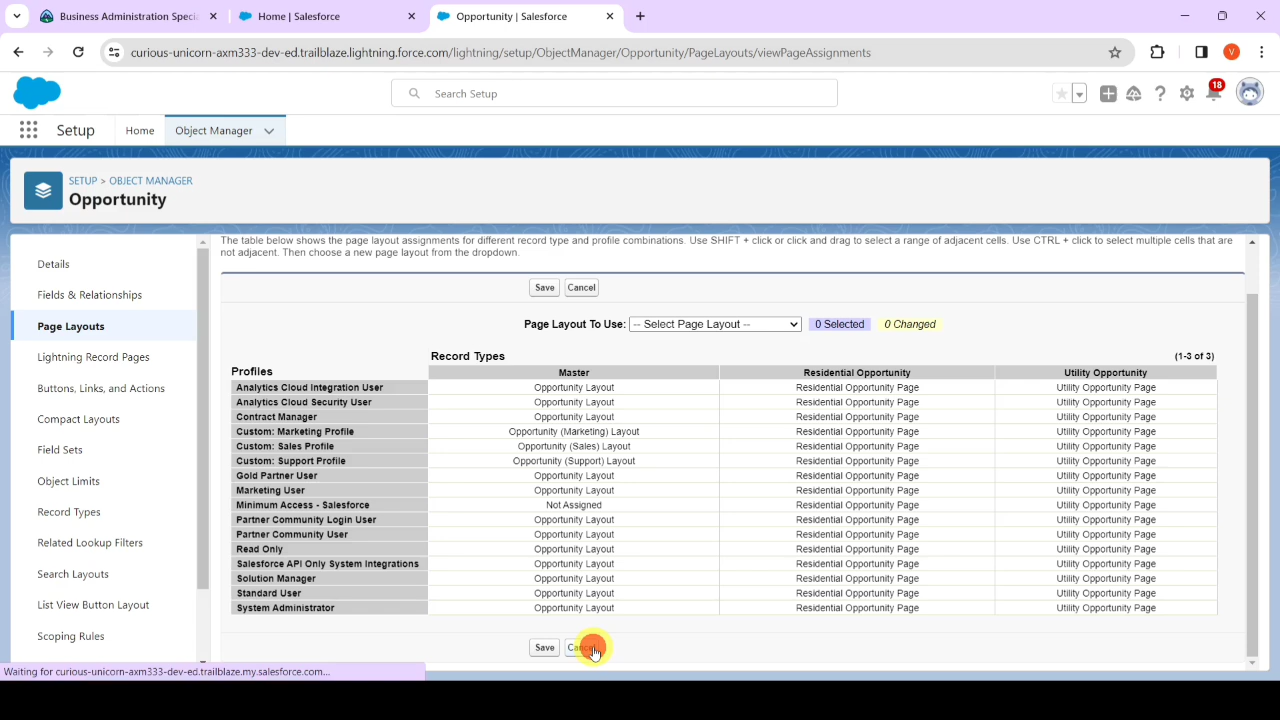 Business Administration Speci
Home | Salesforce
Opportunity | Salesforce
curious-unicorn-axm333-dev-ed.trailblaze.lightning.force.com/lightning/setup/ObjectManager/Opportunity/PageLayouts/viewPageAssignments
V
Search Setup
18
Setup
Home
Object Manager
SETUP > OBJECT MANAGER
Opportunity
Details
Fields & Relationships
Page Layouts
Lightning Record Pages
Buttons, Links, and Actions
Compact Layouts
Field Sets
Object Limits
Record Types
Related Lookup Filters
Search Layouts
List View Button Layout
Scoping Rules
The table below shows the page layout assignments for different record type and profile combinations. Use SHIFT + click or click and drag to select a range of adjacent cells. Use CTRL + click to select multiple cells that are
not adjacent. Then choose a new page layout from the dropdown.
Save Cancel
Page Layout To Use: -- Select Page Layout -- 0 Selected 0 Changed
Record Types (1-3 of 3)
Profiles Master Residential Opportunity Utility Opportunity
Analytics Cloud Integration User Opportunity Layout Residential Opportunity Page Utility Opportunity Page
Analytics Cloud Security User Opportunity Layout Residential Opportunity Page Utility Opportunity Page
Contract Manager Opportunity Layout Residential Opportunity Page Utility Opportunity Page
Custom: Marketing Profile Opportunity (Marketing) Layout Residential Opportunity Page Utility Opportunity Page
Custom: Sales Profile Opportunity (Sales) Layout Residential Opportunity Page Utility Opportunity Page
Custom: Support Profile Opportunity (Support) Layout Residential Opportunity Page Utility Opportunity Page
Gold Partner User Opportunity Layout Residential Opportunity Page Utility Opportunity Page
Marketing User Opportunity Layout Residential Opportunity Page Utility Opportunity Page
Minimum Access - Salesforce Not Assigned Residential Opportunity Page Utility Opportunity Page
Partner Community Login User Opportunity Layout Residential Opportunity Page Utility Opportunity Page
Partner Community User Opportunity Layout Residential Opportunity Page Utility Opportunity Page
Read Only Opportunity Layout Residential Opportunity Page Utility Opportunity Page
Salesforce API Only System Integrations Opportunity Layout Residential Opportunity Page Utility Opportunity Page
Solution Manager Opportunity Layout Residential Opportunity Page Utility Opportunity Page
Standard User Opportunity Layout Residential Opportunity Page Utility Opportunity Page
System Administrator Opportunity Layout Residential Opportunity Page Utility Opportunity Page
Save Cancel
Waiting for curious-unicorn-axm333-dev-ed.trailblaze.my.salesforce.com...